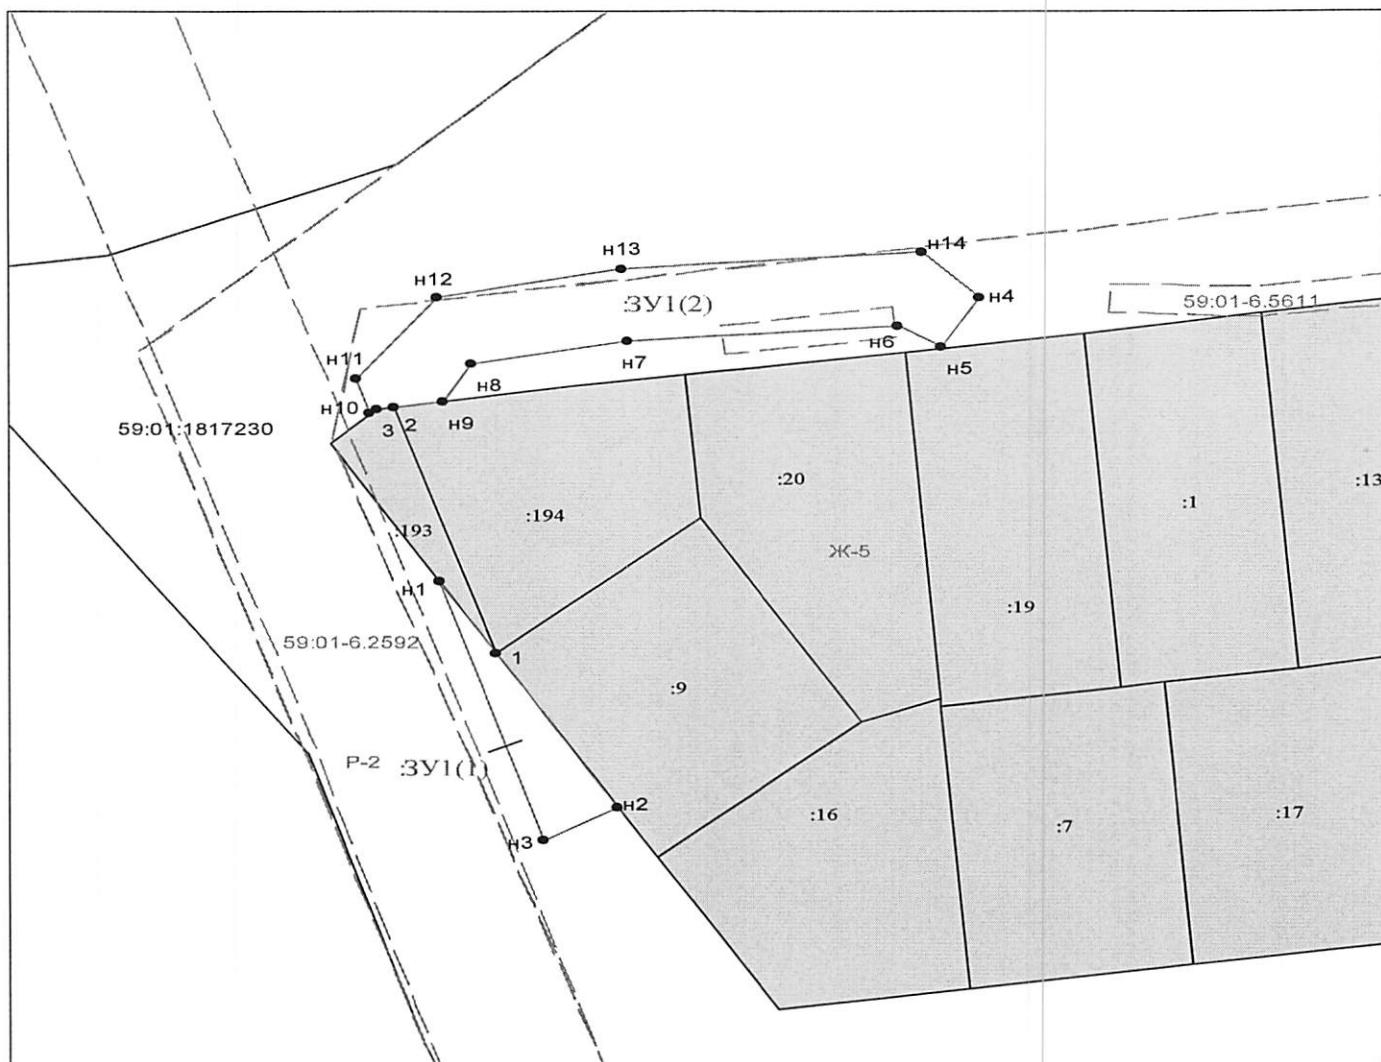 н14
н13
н12
н4
:ЗУ1(2)
59:01-6.5611
н6
н7
н5
н11
н8
н10
н9
2
3
59:01:1817230
:20
:13
:1
:194
:193
Ж-5
н1
:19
59:01-6.2592
1
:9
Р-2
:ЗУ1(1)
н2
:16
:7
:17
н3